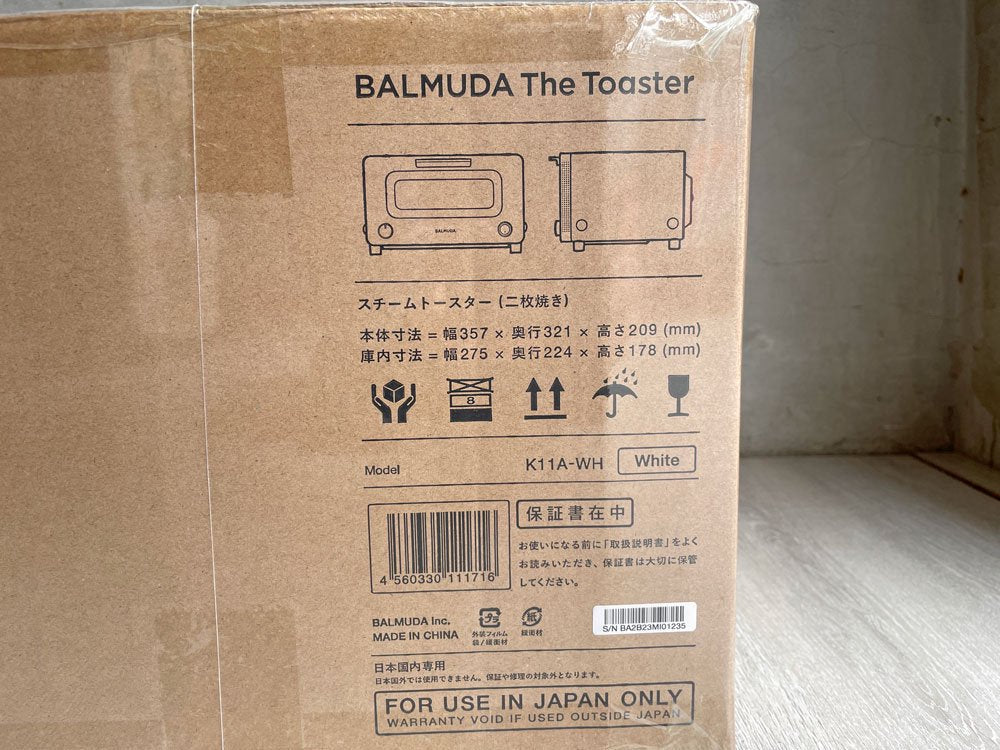 BALMUDA The Toaster
BALMUDA
スチームトースター (二枚焼き)
本体寸法 = 幅357 × 奥行321 × 高さ209 (mm)
庫内寸法 = 幅275 × 奥行224 × 高さ178 (mm)
8
Model K11A-WH White
保証書在中
お使いになる前に「取扱説明書」をよく
お読みいただき、保証書は大切に保管
してください。
4 560330 111716
BALMUDA Inc.
MADE IN CHINA
プラ
外装フィルム
袋/緩衝材
紙
緩衝材
S/N BA2B23MI01235
日本国内専用
日本国外では使用できません。保証や修理の対象外となります。
FOR USE IN JAPAN ONLY
WARRANTY VOID IF USED OUTSIDE JAPAN